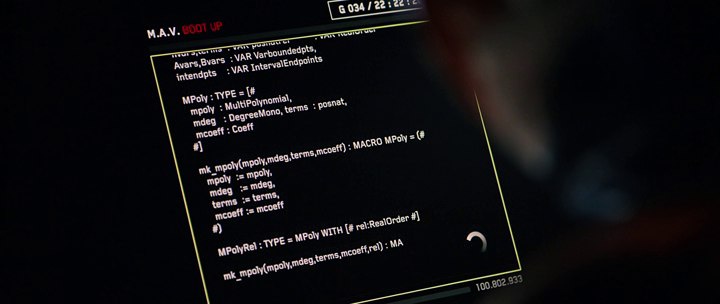 G 034 / 22 : 22 :
M.A.V. BOOT UP
Avars,Bvars : VAR Varboundedpts,
intendpts : VAR IntervalEndpoints
MPoly : TYPE = [#
mpoly : MultiPolynomial,
mdeg : DegreeMono, terms : posnat,
mcoeff : Coeff
#]
mk_mpoly(mpoly,mdeg,terms,mcoeff) : MACRO MPoly = (#
mpoly := mpoly,
mdeg := mdeg,
terms := terms,
mcoeff := mcoeff
#)
MPolyRel : TYPE = MPoly WITH [# rel:RealOrder #]
mk_mpoly(mpoly,mdeg,terms,mcoeff,rel) : MA
100.802.933